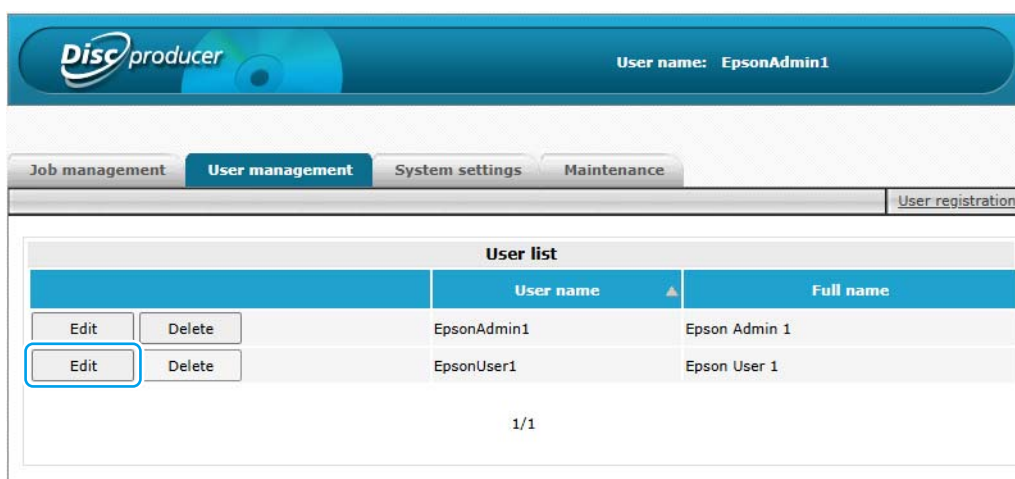 Disc producer
User name: EpsonAdmin1
Job management User management System settings Maintenance
User registration
User list
User name Full name
Edit Delete EpsonAdmin1 Epson Admin 1
Edit Delete EpsonUser1 Epson User 1
1/1